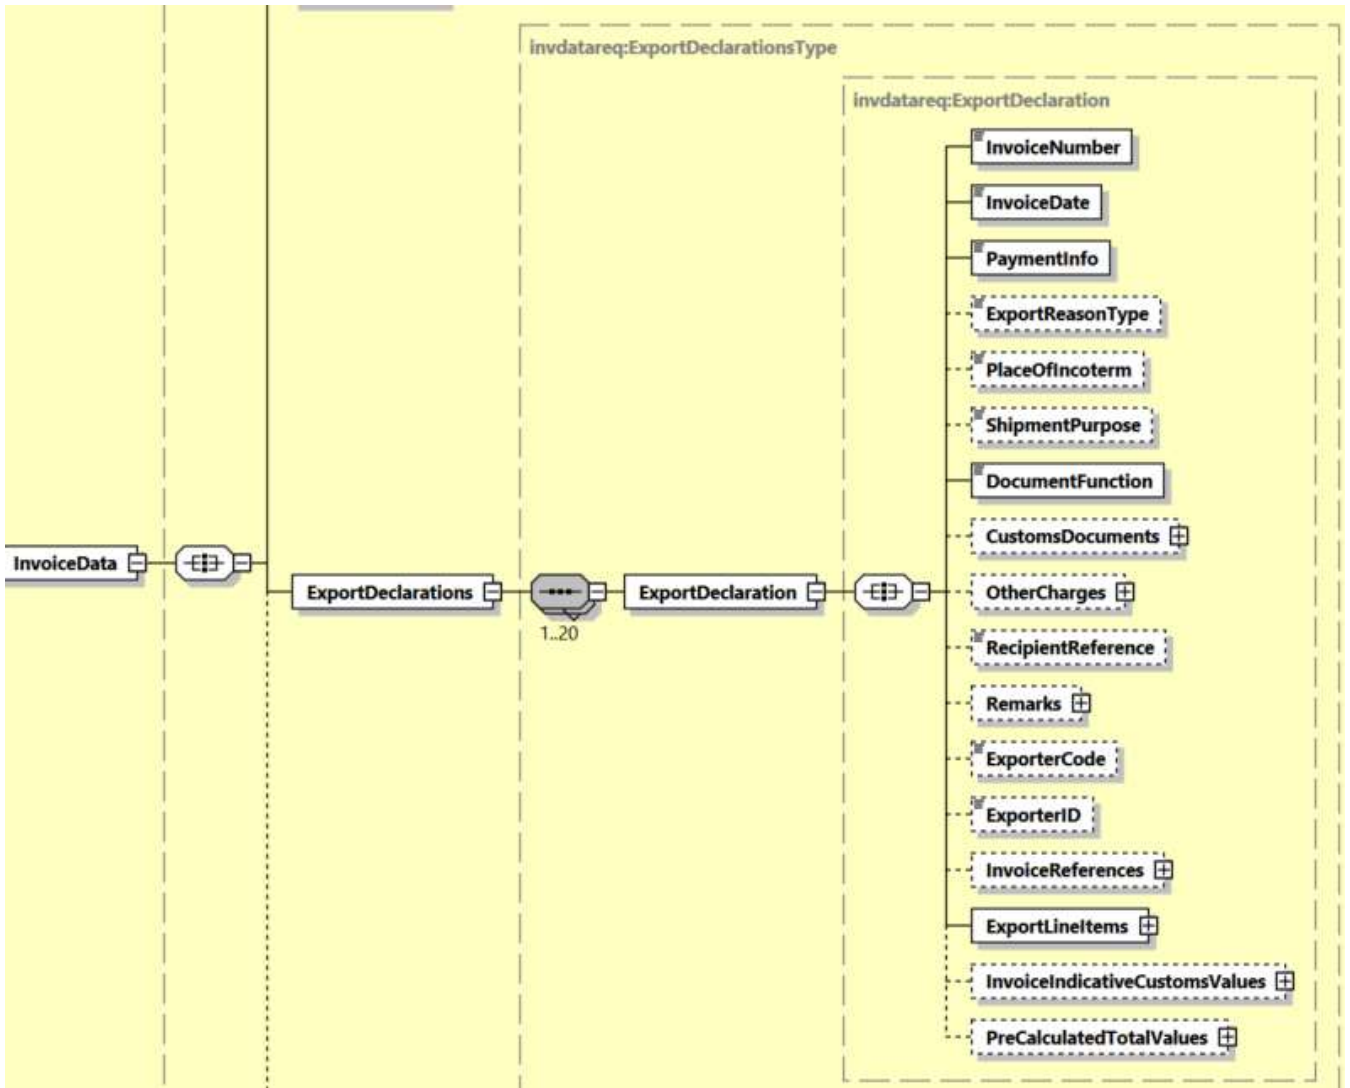 invdatareq:ExportDeclarationsType
invdatareq:ExportDeclaration
InvoiceNumber
InvoiceDate
PaymentInfo
ExportReasonType
PlaceOfIncoterm
ShipmentPurpose
DocumentFunction
CustomsDocuments
InvoiceData
ExportDeclarations
ExportDeclaration
OtherCharges
1..20
RecipientReference
Remarks
ExporterCode
ExporterID
InvoiceReferences
ExportLineItems
InvoiceIndicativeCustomsValues
PreCalculatedTotalValues